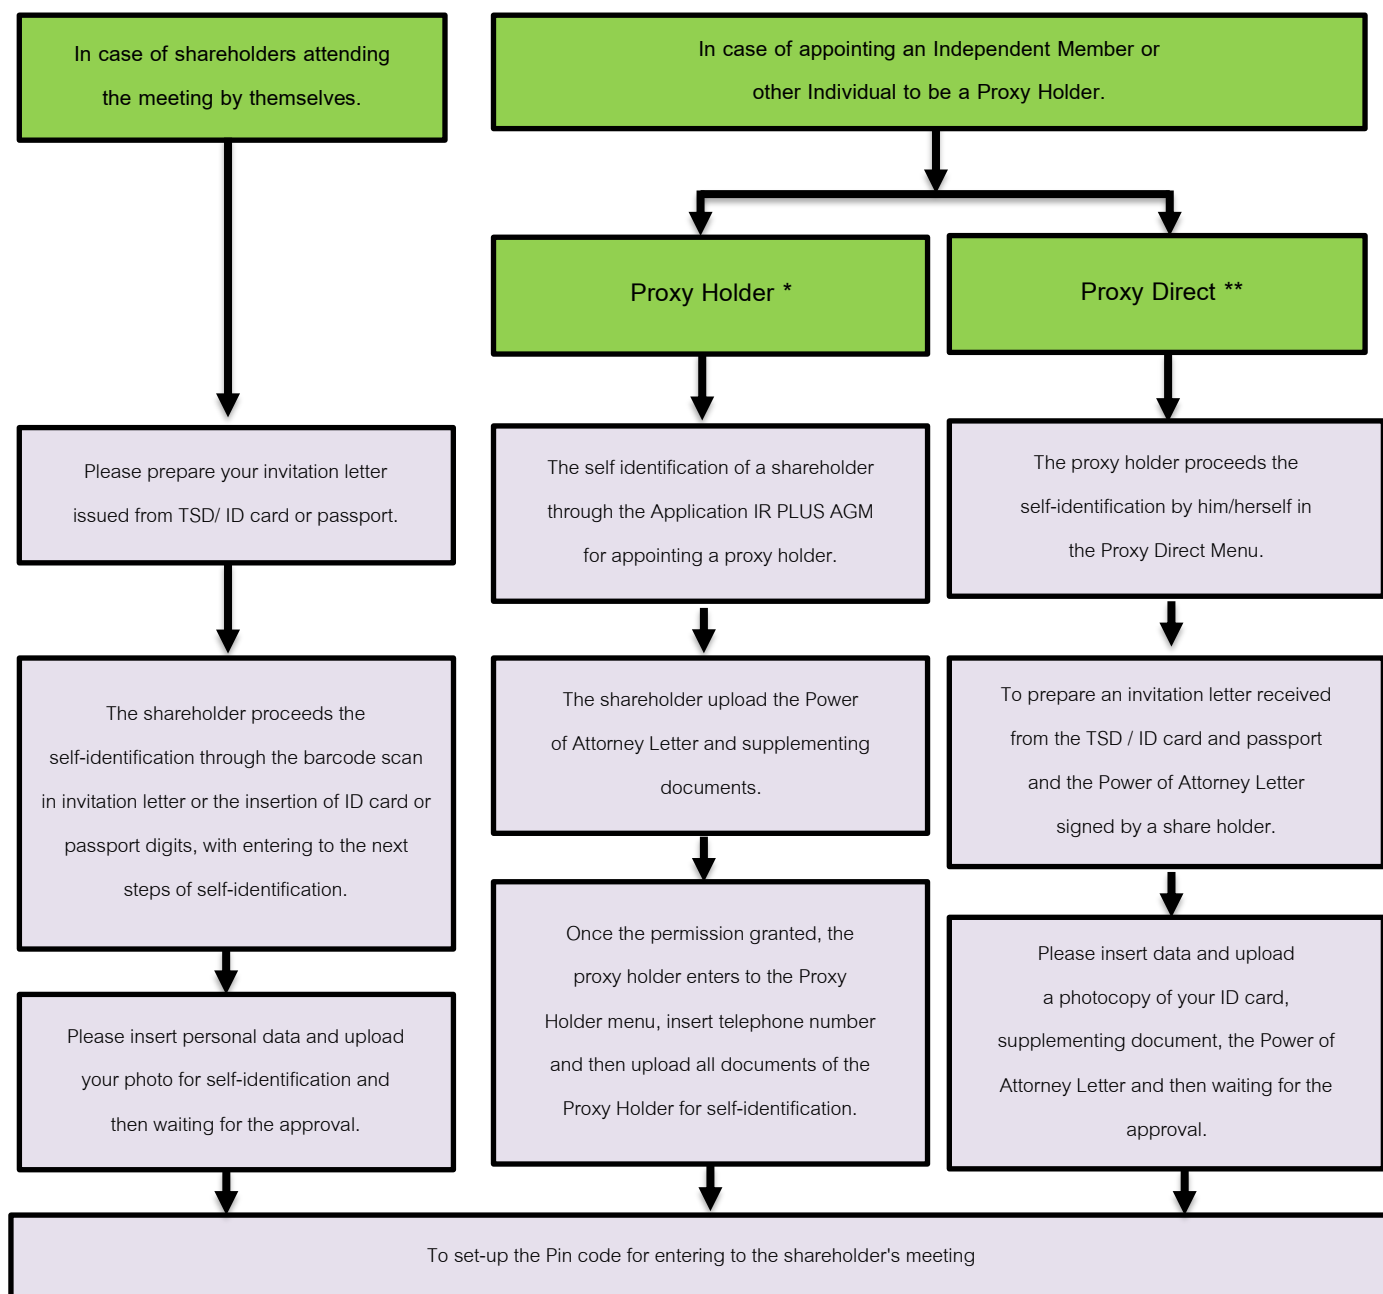 In case of shareholders attending
the meeting by themselves.
In case of appointing an Independent Member or
other Individual to be a Proxy Holder.
Proxy Holder *
Proxy Direct **
Please prepare your invitation letter
issued from TSD/ ID card or passport.
The self identification of a shareholder
through the Application IR PLUS AGM
for appointing a proxy holder.
The proxy holder proceeds the
self-identification by him/herself in
the Proxy Direct Menu.
The shareholder proceeds the
self-identification through the barcode scan
in invitation letter or the insertion of ID card or
passport digits, with entering to the next
steps of self-identification.
The shareholder upload the Power
of Attorney Letter and supplementing
documents.
To prepare an invitation letter received
from the TSD / ID card and passport
and the Power of Attorney Letter
signed by a share holder.
Please insert personal data and upload
your photo for self-identification and
then waiting for the approval.
Once the permission granted, the
proxy holder enters to the Proxy
Holder menu, insert telephone number
and then upload all documents of the
Proxy Holder for self-identification.
Please insert data and upload
a photocopy of your ID card,
supplementing document, the Power of
Attorney Letter and then waiting for the
approval.
To set-up the Pin code for entering to the shareholder's meeting